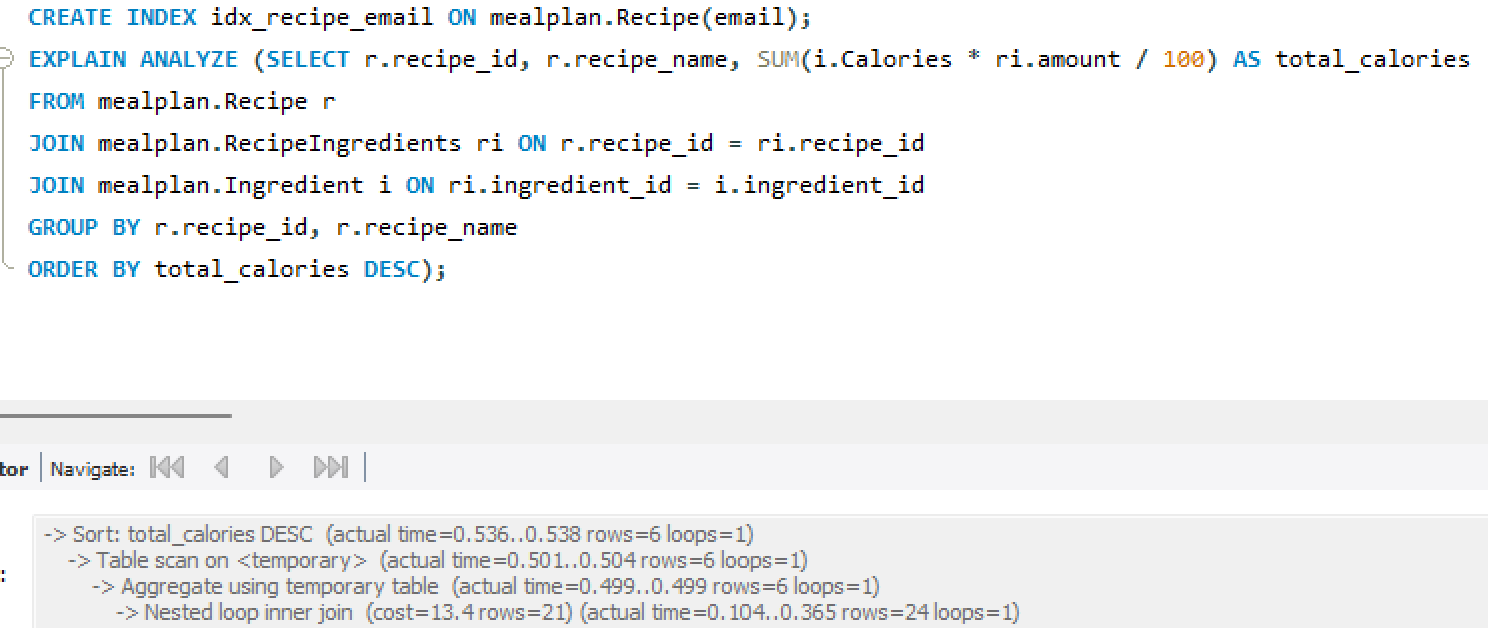 CREATE INDEX idx_recipe_email ON mealplan.Recipe(email);
EXPLAIN ANALYZE (SELECT r.recipe_id, r.recipe_name, SUM(i.Calories * ri.amount / 100) AS total_calories
FROM mealplan.Recipe r
JOIN mealplan.RecipeIngredients ri ON r.recipe_id = ri.recipe_id
JOIN mealplan.Ingredient i ON ri.ingredient_id = i.ingredient_id
GROUP BY r.recipe_id, r.recipe_name
ORDER BY total_calories DESC);
tor Navigate:
-> Sort: total_calories DESC (actual time=0.536..0.538 rows=6 loops=1)
-> Table scan on <temporary> (actual time=0.501..0.504 rows=6 loops=1)
:
-> Aggregate using temporary table (actual time=0.499..0.499 rows=6 loops=1)
-> Nested loop inner join (cost=13.4 rows=21) (actual time=0.104..0.365 rows=24 loops=1)